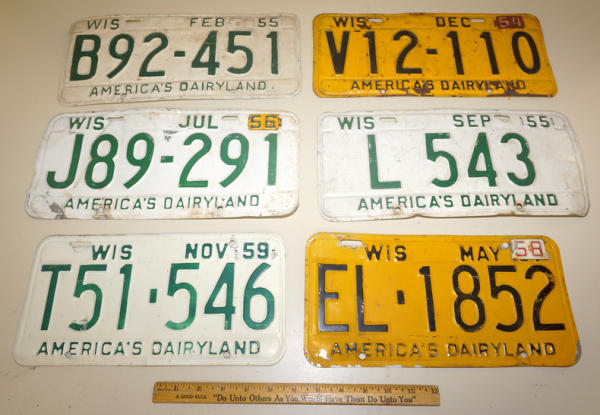 WIS FEB 55
B92-451
AMERICA'S DAIRYLAND
WIS DEC 54
V12-110
AMERICA'S DAIRYLAND
WIS JUL 56
J89-291
AMERICA'S DAIRYLAND
WIS SEP 55
L 543
AMERICA'S DAIRYLAND
WIS NOV 59
T51-546
AMERICA'S DAIRYLAND
WIS MAY 58
EL-1852
AMERICA'S DAIRYLAND
A GOOD RULE "Do Unto Others As You Would Have Them Do Unto You"